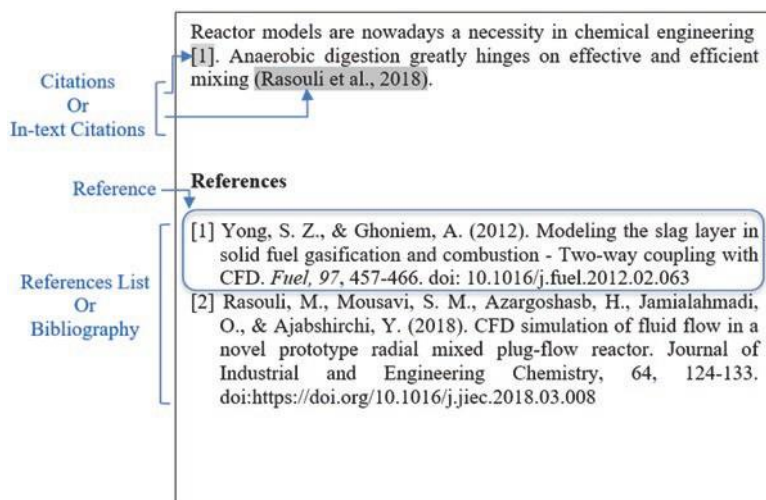 Reactor models are nowadays a necessity in chemical engineering
[1]. Anaerobic digestion greatly hinges on effective and efficient
mixing (Rasouli et al., 2018).
Citations
Or
In-text Citations
Reference
References
[1] Yong, S. Z., & Ghoniem, A. (2012). Modeling the slag layer in
solid fuel gasification and combustion - Two-way coupling with
CFD. Fuel, 97, 457-466. doi: 10.1016/j.fuel.2012.02.063
References List
Or
Bibliography
[2] Rasouli, M., Mousavi, S. M., Azargoshasb, H., Jamialahmadi,
O., & Ajabshirchi, Y. (2018). CFD simulation of fluid flow in a
novel prototype radial mixed plug-flow reactor. Journal of
Industrial and Engineering Chemistry, 64, 124-133.
doi:https://doi.org/10.1016/j.jiec.2018.03.008